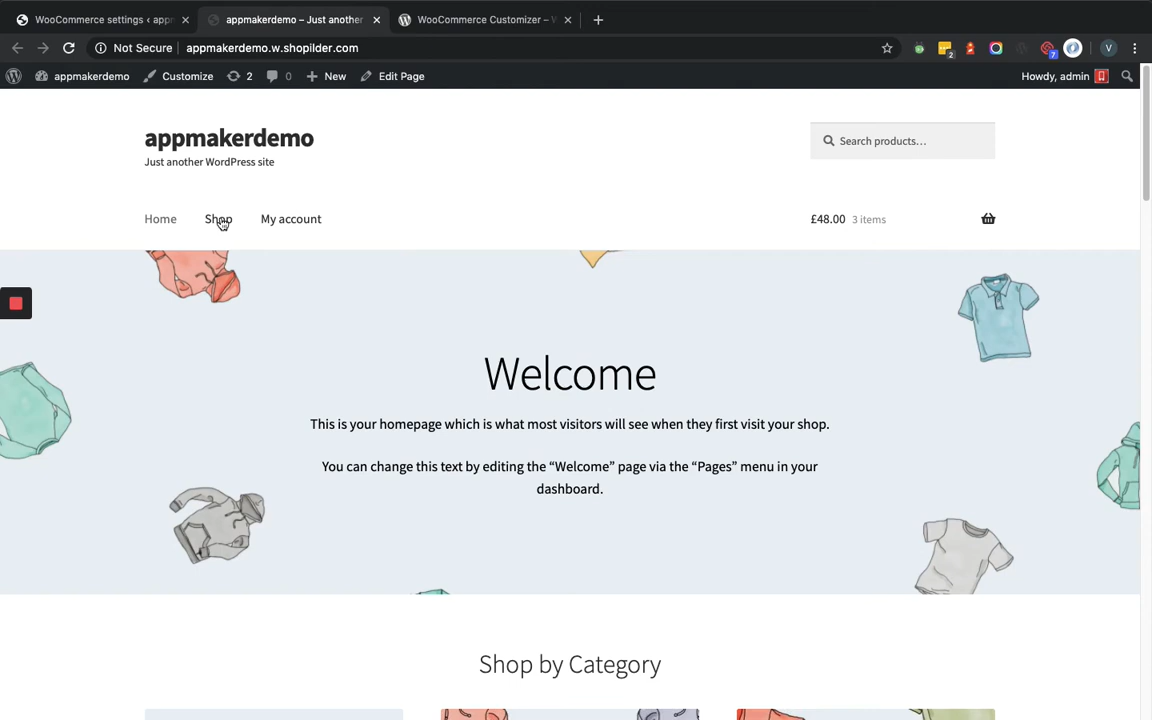 WooCommerce settings ‹ appr
appmakerdemo – Just another
WooCommerce Customizer – W
Not Secure
appmakerdemo.w.shopilder.com
2
7
V
appmakerdemo
Customize
2
0
New
Edit Page
Howdy, admin
appmakerdemo
Just another WordPress site
Search products…
Home
Shop
My account
£48.00 3 items
Welcome
This is your homepage which is what most visitors will see when they first visit your shop.
You can change this text by editing the “Welcome” page via the “Pages” menu in your
dashboard.
Shop by Category